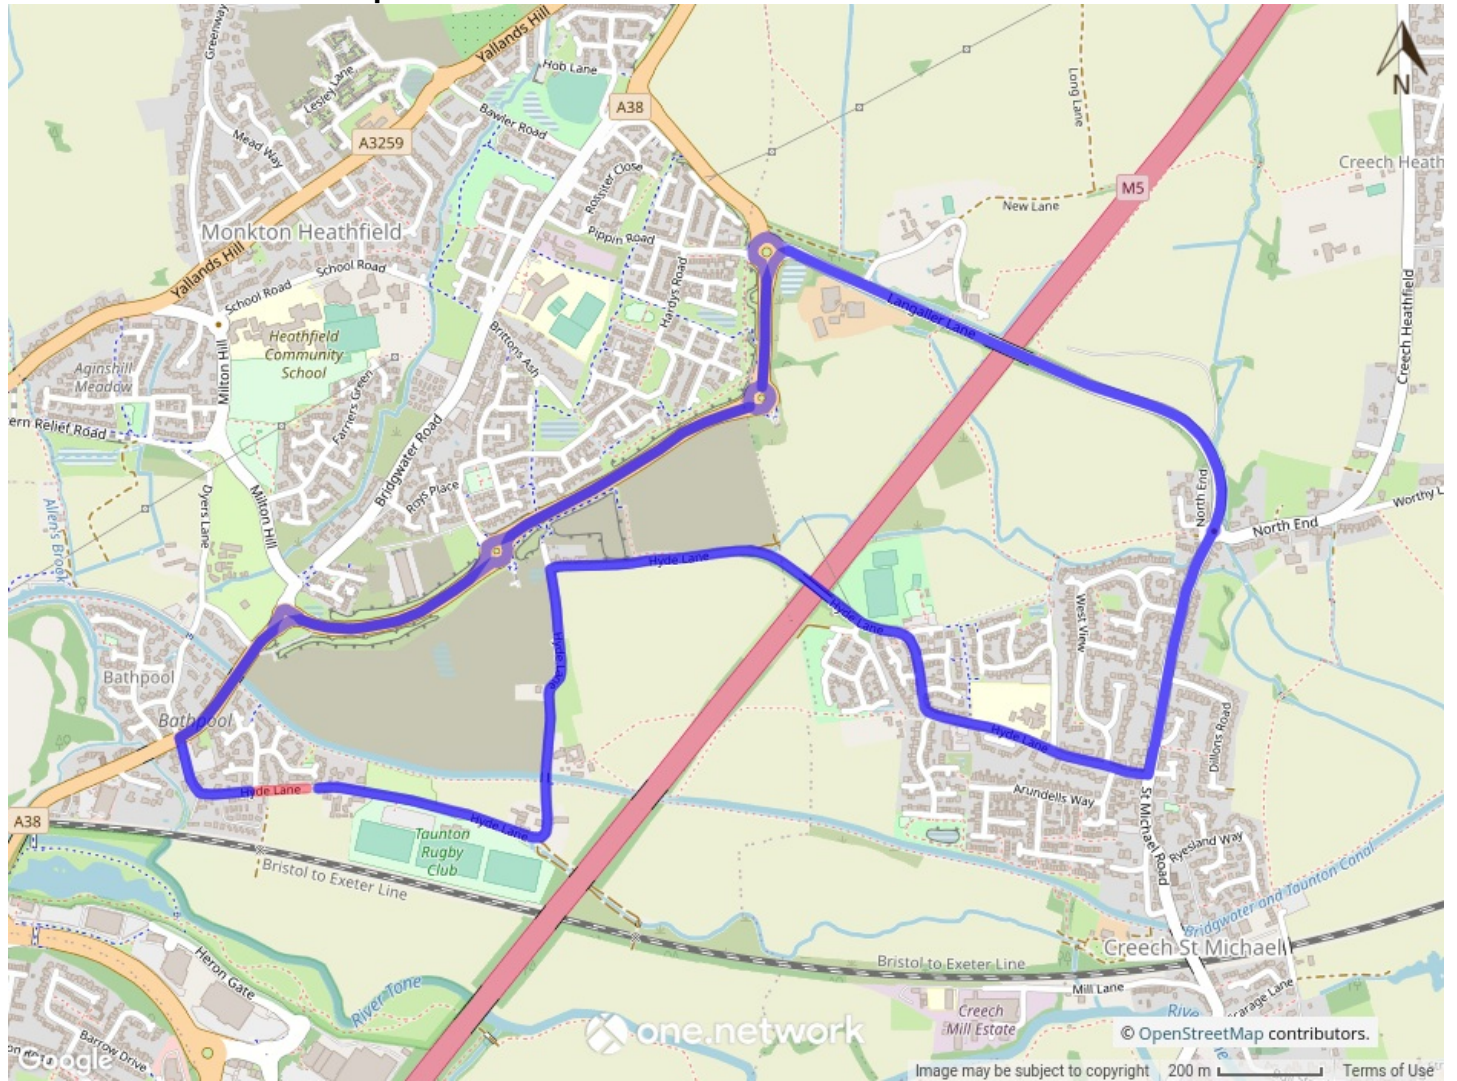 Greenway
Yallands Hill
Hob Lane
Lesley Lane
A38
Bawler Road
A3259
Mead Way
Long Lane
Creech Heath
M5
Rossiter Close
New Lane
Monkton Heathfield
Pippin Road
School Road
Yallands Hill
School Road
Hardys Road
Langaller Lane
Creech Heathfield
Heathfield
Community
School
Brittons Ash
Milton Hill
Aginshill
Meadow
Farriers Green
ern Relief Road
Bridgwater Road
Roys Place
North End
Worthy L
Dyers Lane
Milton Hill
Allen's Brook
North End
Hyde Lane
Hyde Lane
West View
Hyde Lane
Bathpool
Bathpool
Dillons Road
Hyde Lane
Hyde Lane
Arundells Way
St Michael Road
A38
Hyde Lane
Taunton
Rugby
Club
Ryesland Way
Bristol to Exeter Line
Bridgwater and Taunton Canal
Creech St Michael
Heron Gate
Bristol to Exeter Line
Mill Lane
River Tone
Creech
Mill Estate
one.network
© OpenStreetMap contributors.
Barrow Drive
Google
Image may be subject to copyright
200 m
Terms of Use
N